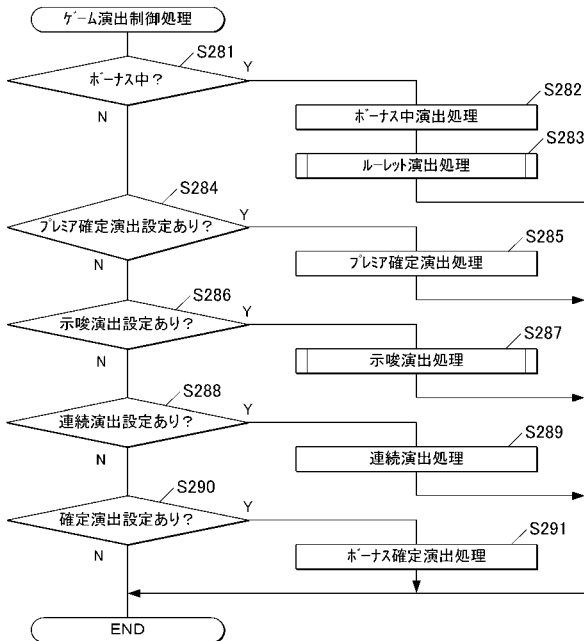 ゲーム演出制御処理
S281
ボーナス中？
Y
N
S282
ボーナス中演出処理
S283
ルーレット演出処理
S284
プレミア確定演出設定あり？
Y
N
S285
プレミア確定演出処理
S286
示唆演出設定あり？
Y
N
S287
示唆演出処理
S288
連続演出設定あり？
Y
N
S289
連続演出処理
S290
確定演出設定あり？
Y
N
S291
ボーナス確定演出処理
END